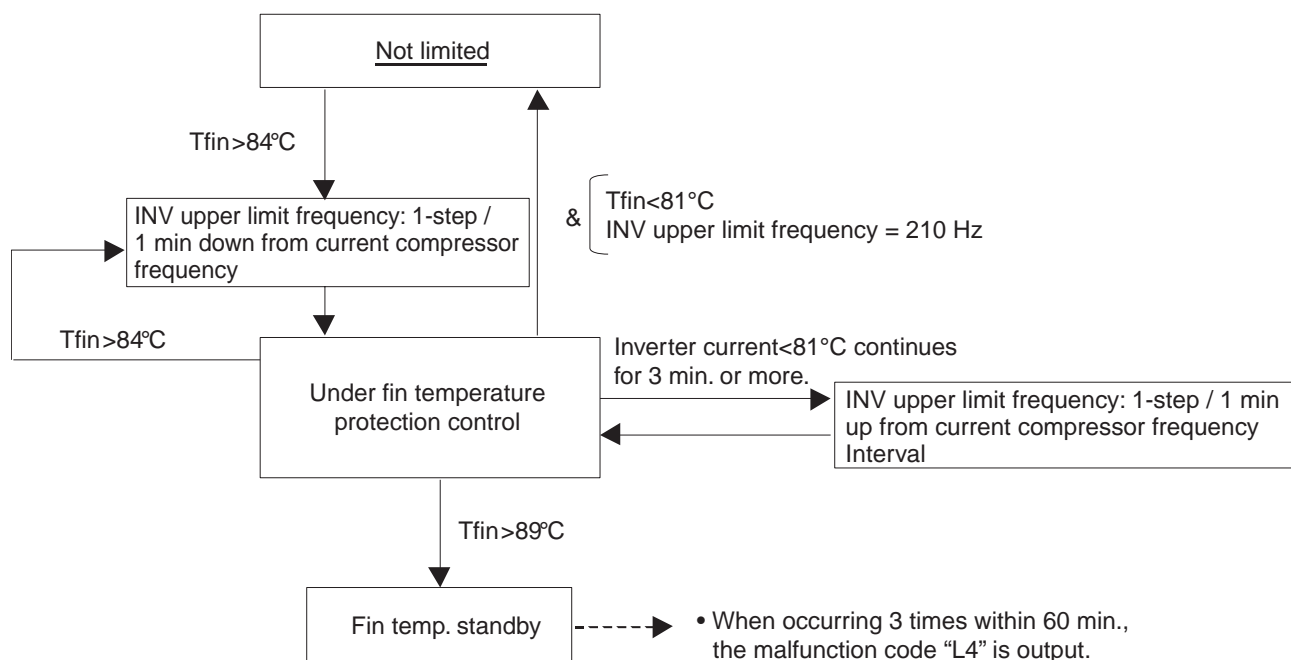 Not limited
Tfin>84°C
Tfin<81°C
& INV upper limit frequency = 210 Hz
INV upper limit frequency: 1-step /
1 min down from current compressor
frequency
Tfin>84°C
Under fin temperature
protection control
Inverter current<81°C continues
for 3 min. or more.
INV upper limit frequency: 1-step / 1 min
up from current compressor frequency
Interval
Tfin>89°C
Fin temp. standby
• When occurring 3 times within 60 min.,
the malfunction code “L4” is output.